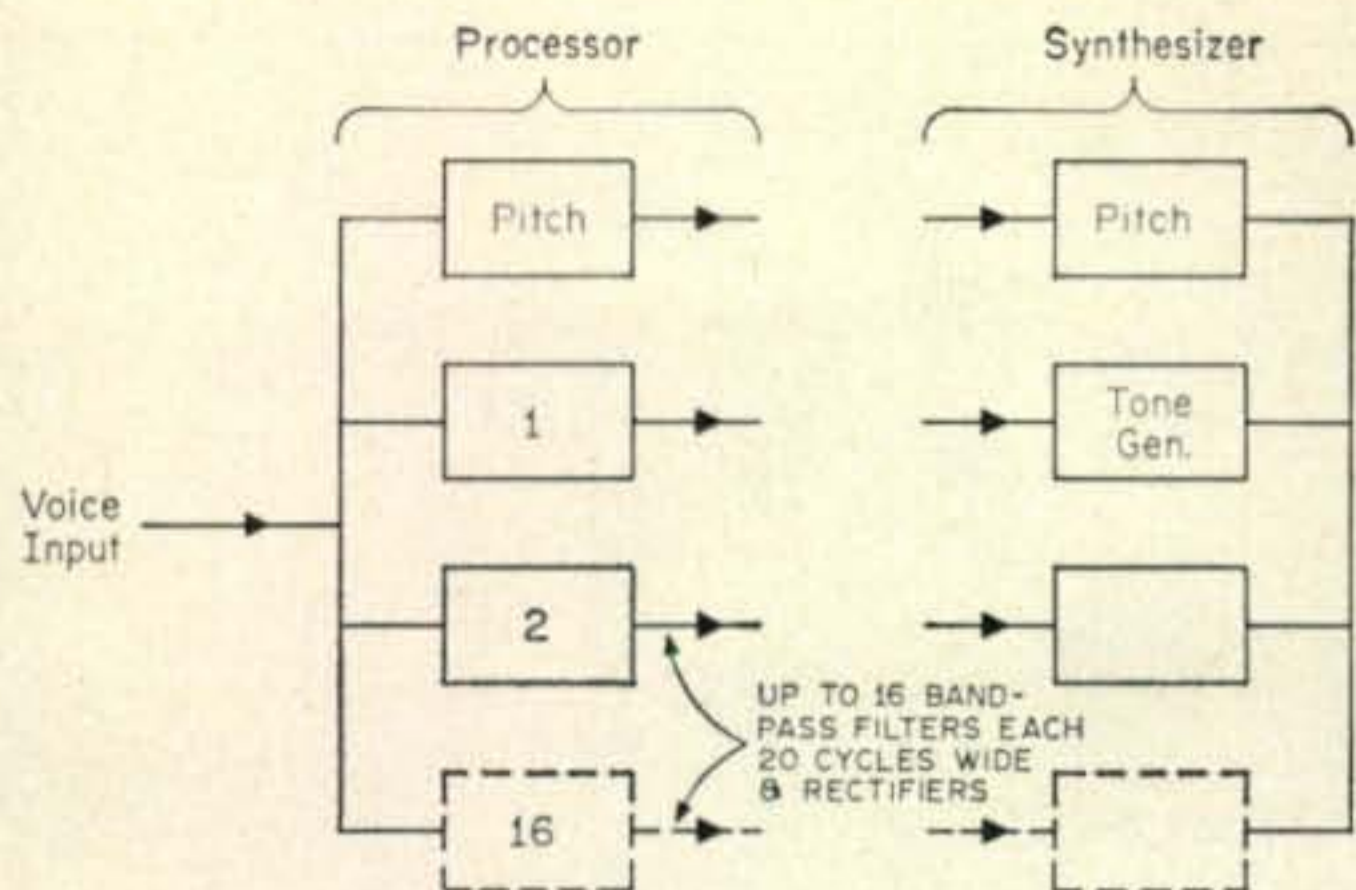 Processor
Synthesizer
Pitch
Pitch
1
Tone
Gen.
Voice
Input
2
UP TO 16 BAND-
PASS FILTERS EACH
20 CYCLES WIDE
& RECTIFIERS
16